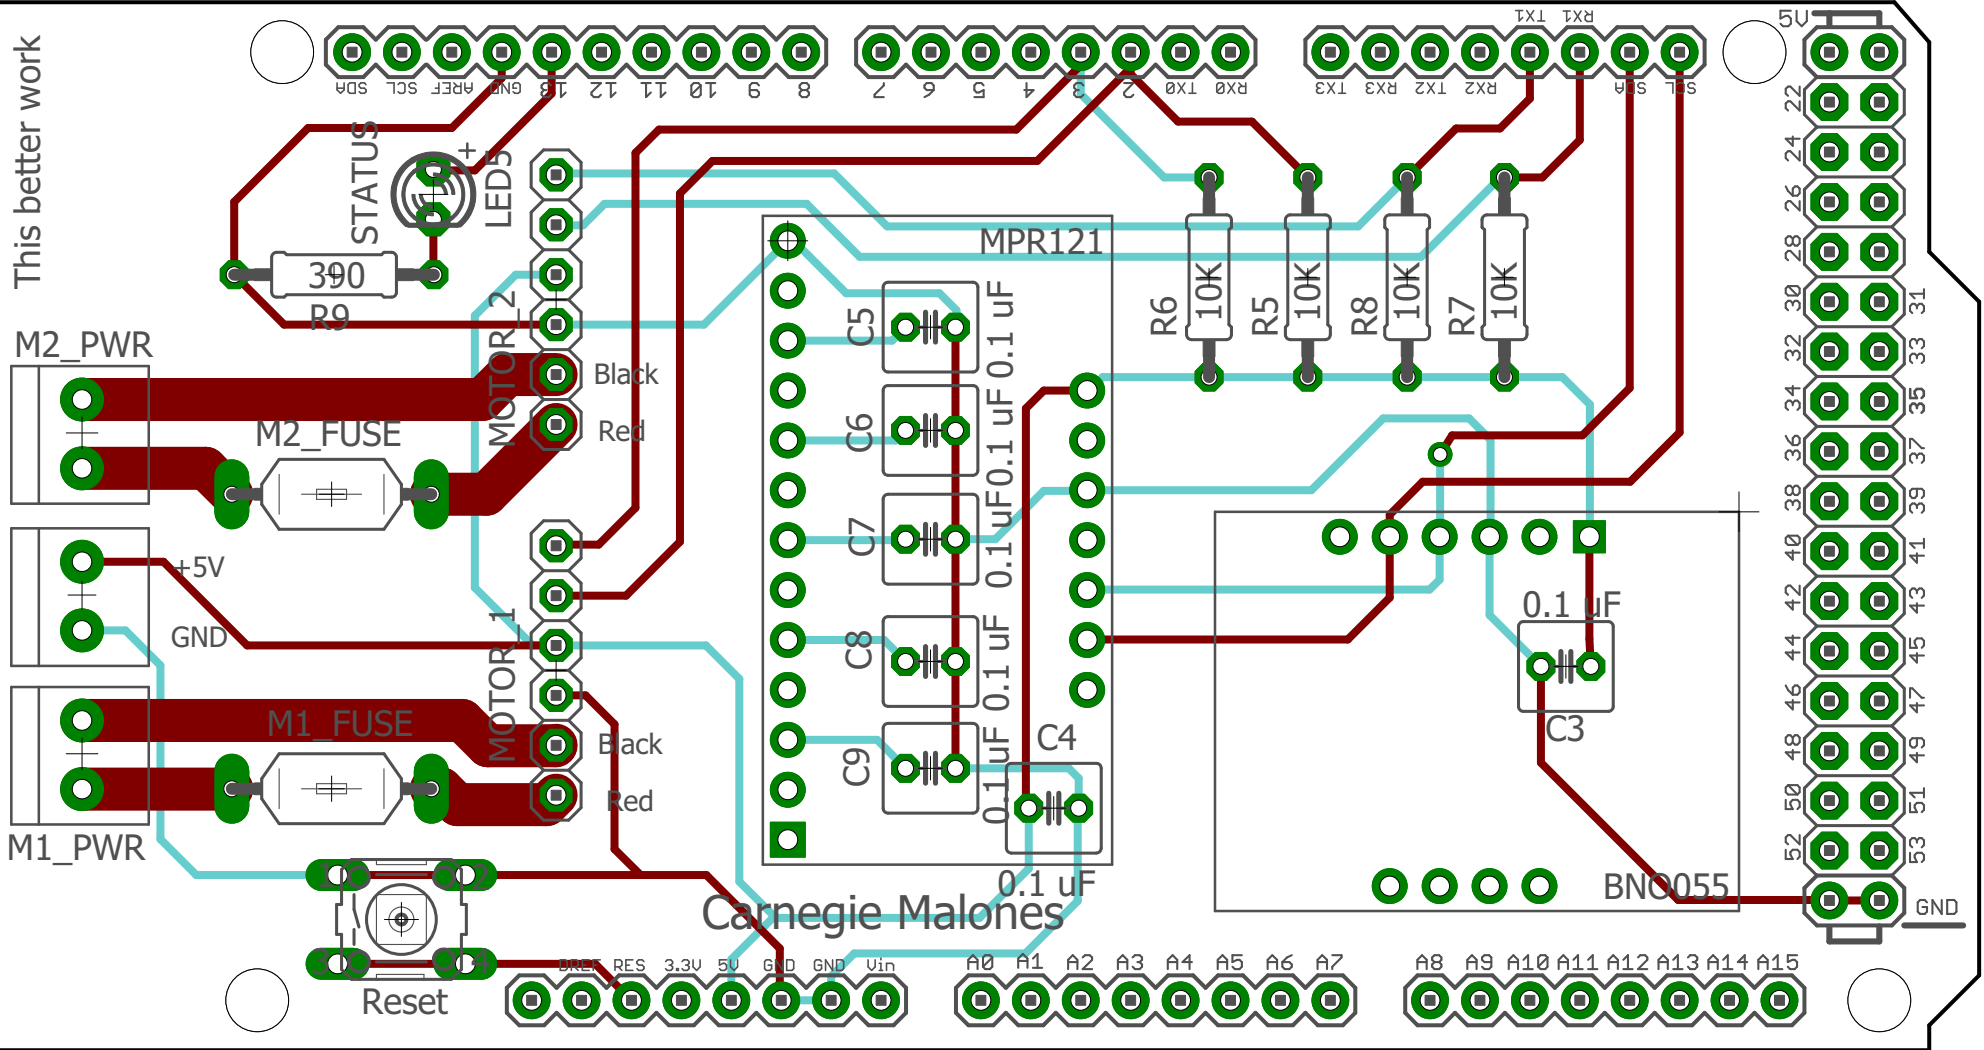 This better work
SDA
SCL
AREF
GND
13
12
11
10
9
8
7
6
5
4
3
2
TX0
RX0
TX3
RX3
TX2
RX2
TX1
RX1
SDA
SCL
5V
22
24
26
28
30
31
32
33
34
35
36
37
38
39
40
41
42
43
44
45
46
47
48
49
50
51
52
53
GND
STATUS
+
LED5
390
R9
MOTOR_2
Black
Red
M2_PWR
M2_FUSE
+5V
GND
MOTOR_1
Black
Red
M1_FUSE
M1_PWR
MPR121
C5
0.1 uF
C6
0.1 uF
C7
0.1 uF
C8
0.1 uF
C9
0.1 uF
C4
0.1 uF
R6
10K
R5
10K
R8
10K
R7
10K
0.1 uF
C3
BNO055
Carnegie Malones
1
2
3
4
Reset
RES
3.3V
5V
GND
GND
Vin
A0
A1
A2
A3
A4
A5
A6
A7
A8
A9
A10
A11
A12
A13
A14
A15